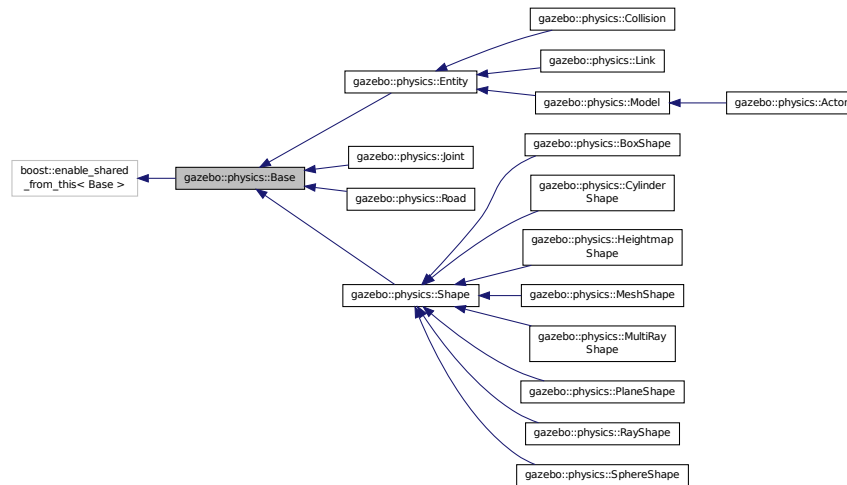 gazebo::physics::Collision
gazebo::physics::Link
gazebo::physics::Entity
gazebo::physics::Model
gazebo::physics::Actor
gazebo::physics::BoxShape
gazebo::physics::Joint
boost::enable_shared
_from_this< Base >
gazebo::physics::Base
gazebo::physics::Cylinder
Shape
gazebo::physics::Road
gazebo::physics::Heightmap
Shape
gazebo::physics::Shape
gazebo::physics::MeshShape
gazebo::physics::MultiRay
Shape
gazebo::physics::PlaneShape
gazebo::physics::RayShape
gazebo::physics::SphereShape